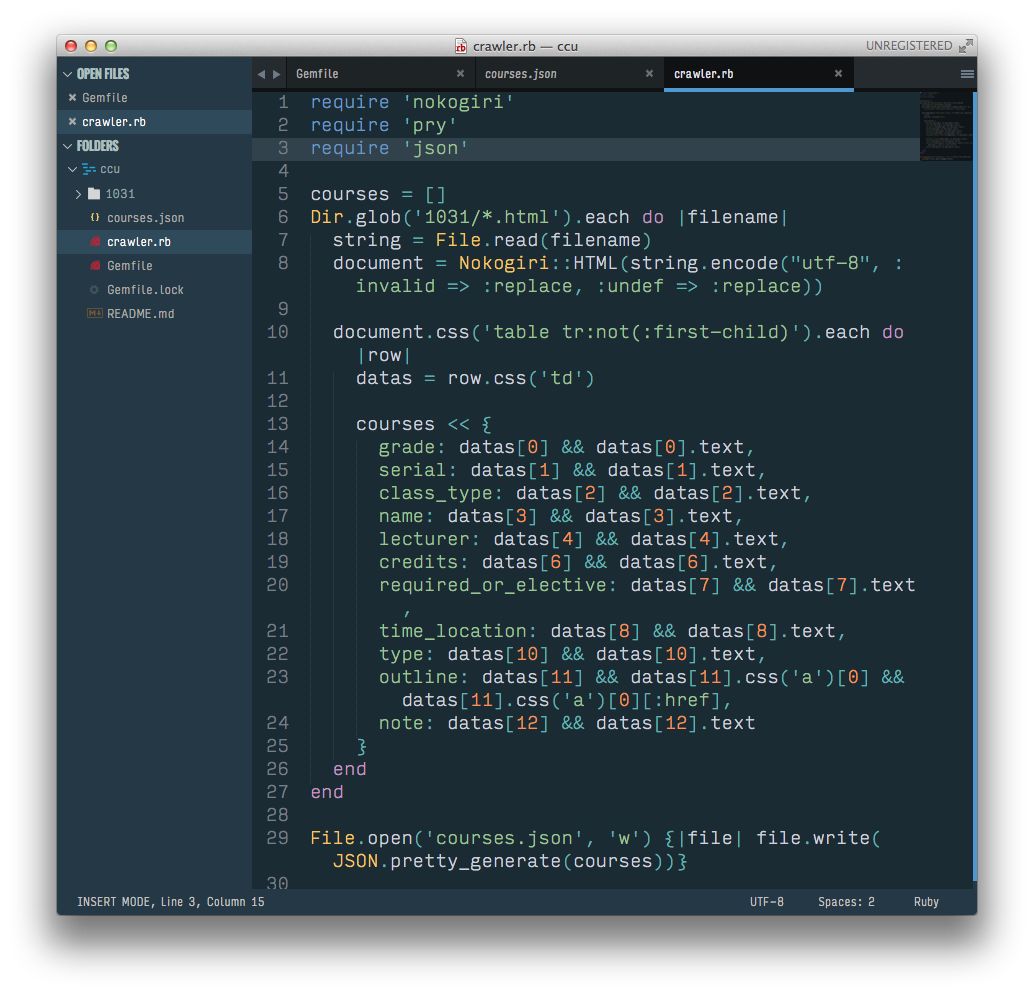 crawler.rb — ccu
UNREGISTERED
OPEN FILES
Gemfile
crawler.rb
FOLDERS
ccu
1031
courses.json
crawler.rb
Gemfile
Gemfile.lock
README.md
Gemfile
courses.json
crawler.rb
1 require 'nokogiri'
2 require 'pry'
3 require 'json'
4
5 courses = []
6 Dir.glob('1031/*.html').each do |filename|
7 string = File.read(filename)
8 document = Nokogiri::HTML(string.encode("utf-8", :
invalid => :replace, :undef => :replace))
9
10 document.css('table tr:not(:first-child)').each do
|row|
11 datas = row.css('td')
12
13 courses << {
14 grade: datas[0] && datas[0].text,
15 serial: datas[1] && datas[1].text,
16 class_type: datas[2] && datas[2].text,
17 name: datas[3] && datas[3].text,
18 lecturer: datas[4] && datas[4].text,
19 credits: datas[6] && datas[6].text,
20 required_or_elective: datas[7] && datas[7].text
,
21 time_location: datas[8] && datas[8].text,
22 type: datas[10] && datas[10].text,
23 outline: datas[11] && datas[11].css('a')[0] &&
datas[11].css('a')[0][:href],
24 note: datas[12] && datas[12].text
25 }
26 end
27 end
28
29 File.open('courses.json', 'w') {|file| file.write(
JSON.pretty_generate(courses))}
30
INSERT MODE, Line 3, Column 15
UTF-8
Spaces: 2
Ruby